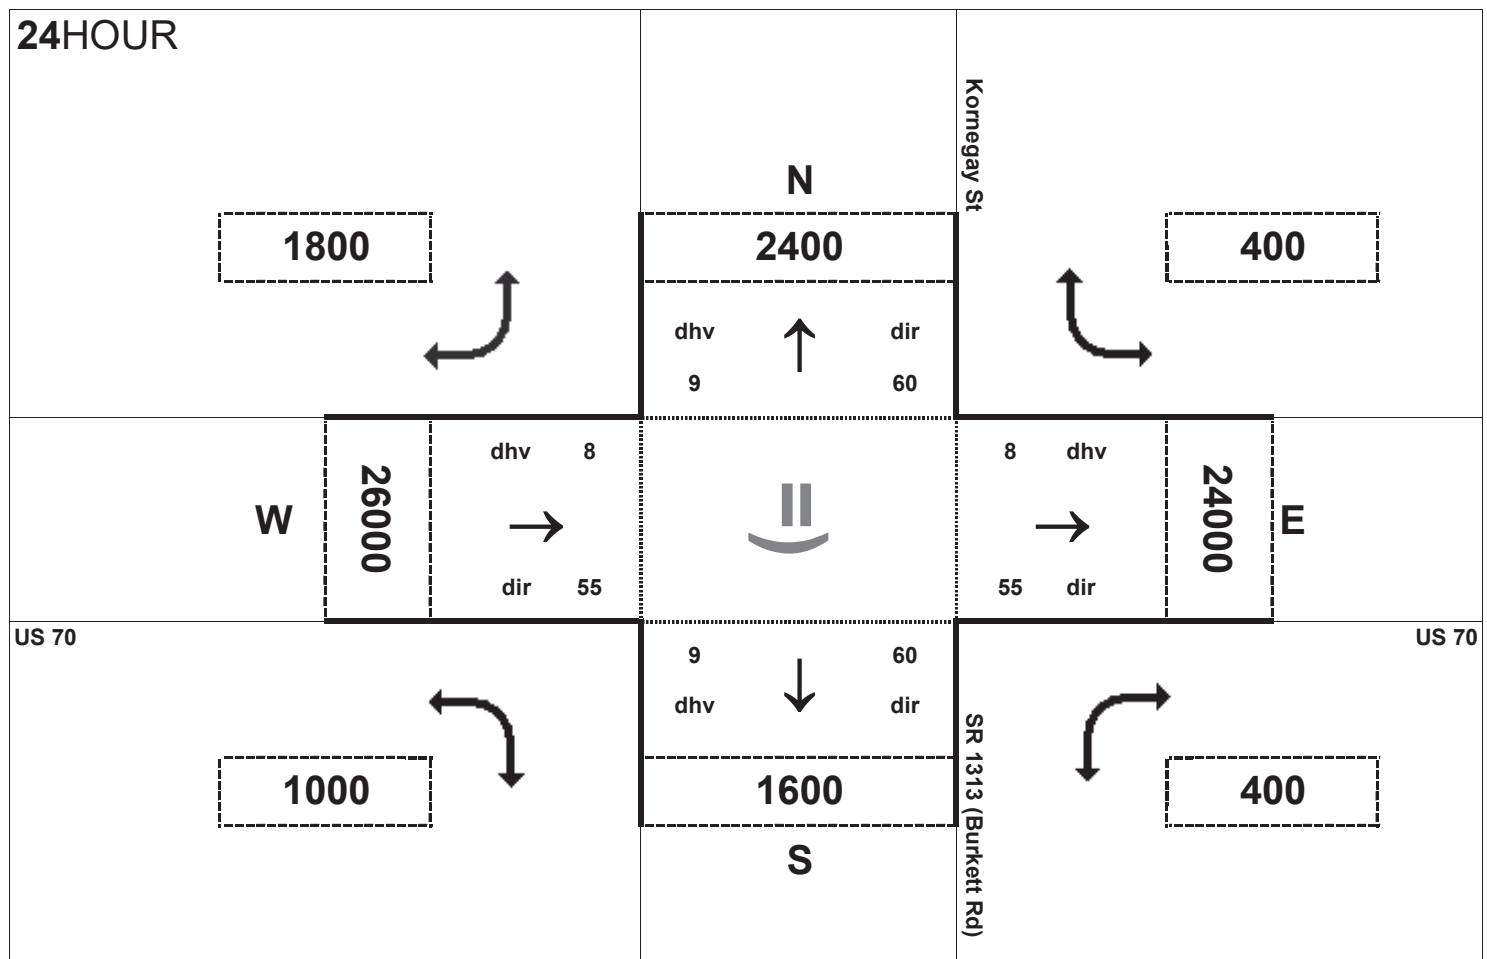 24HOUR
Kornegay St
N
1800
2400
400
dhv
dir
9
60
dhv 8
8 dhv
W
26000
24000
E
dir 55
55 dir
US 70
US 70
9
60
dhv
dir
SR 1313 (Burkett Rd)
1000
1600
400
S